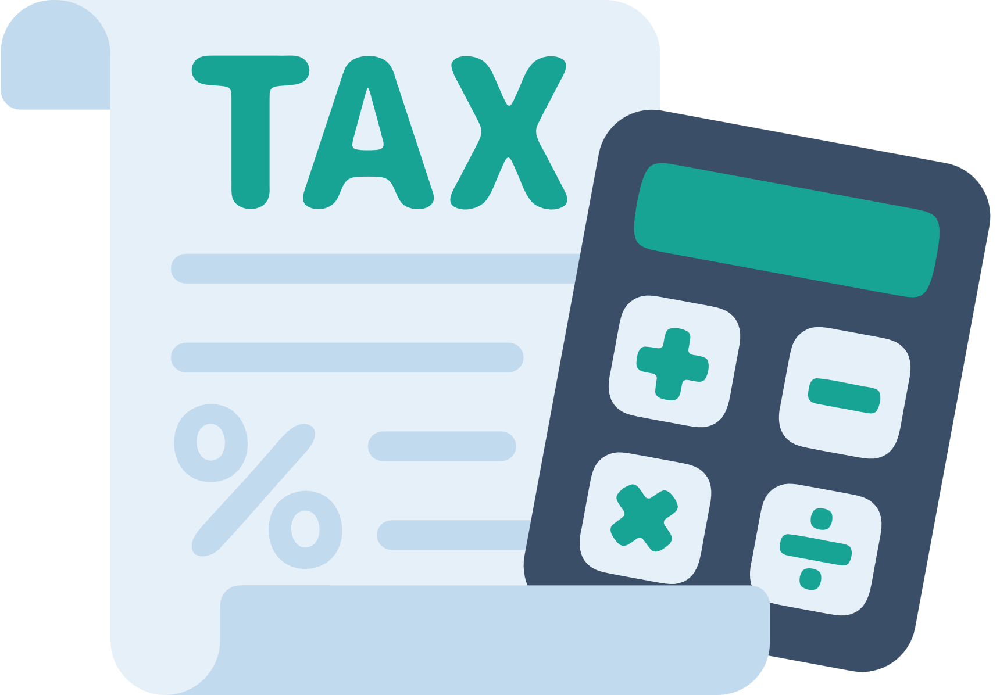 TAX
%
+ −
× ÷